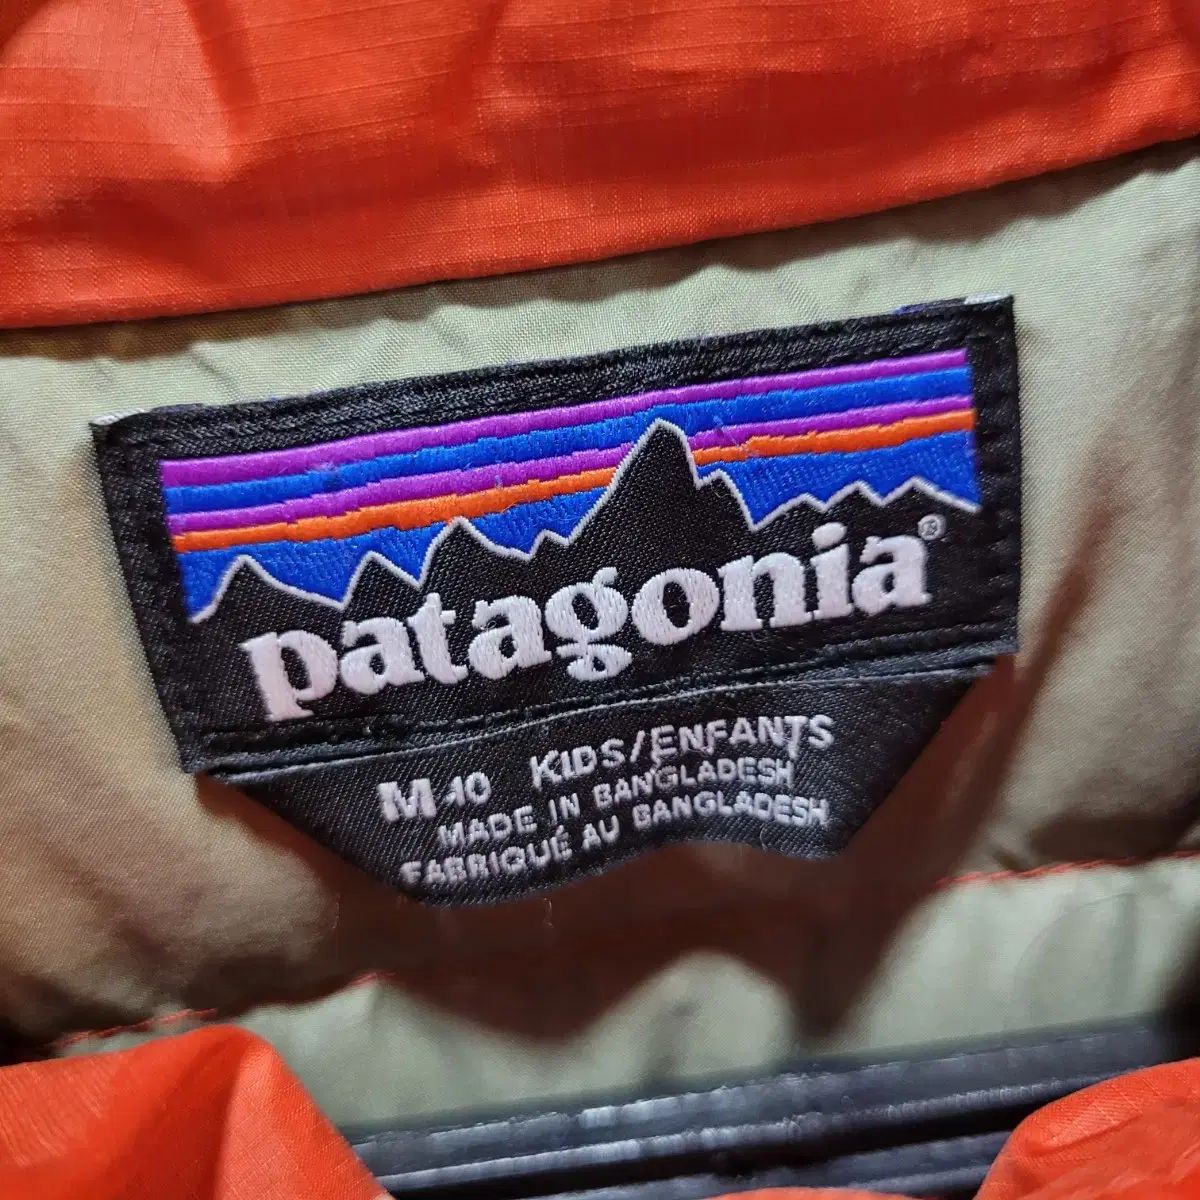 patagonia®
M 10 KIDS/ENFANTS
MADE IN BANGLADESH
FABRIQUÉ AU BANGLADESH